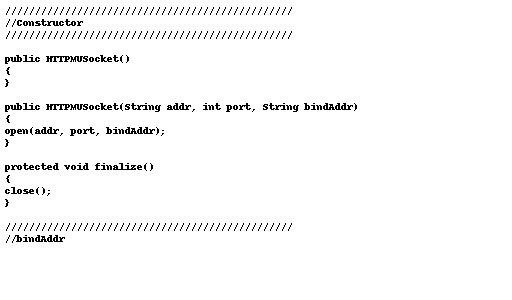 ////////////////////////////////////////////////
//Constructor
////////////////////////////////////////////////
public HTTPMUSocket()
{
}
public HTTPMUSocket(String addr, int port, String bindAddr)
{
open(addr, port, bindAddr);
}
protected void finalize()
{
close();
}
////////////////////////////////////////////////
//bindAddr